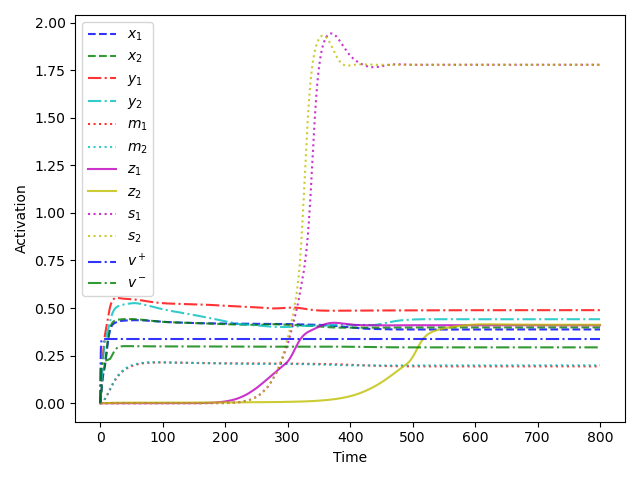 2.00
1.75
1.50
1.25
1.00
0.75
0.50
0.25
0.00
Activation
x₁
x₂
y₁
y₂
m₁
m₂
z₁
z₂
s₁
s₂
v⁺
v⁻
0 100 200 300 400 500 600 700 800
Time